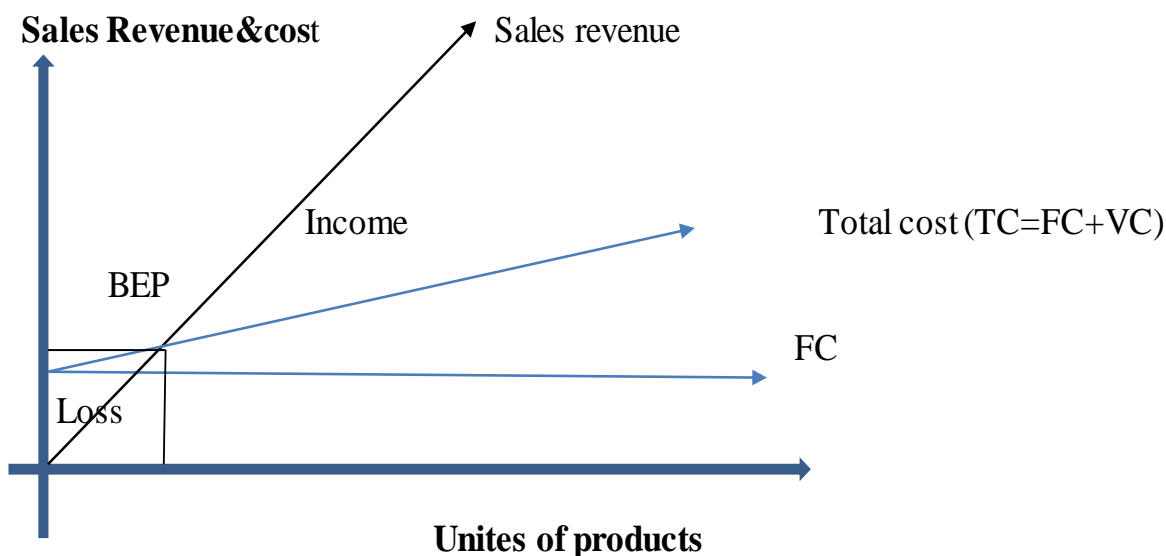 Sales Revenue&cost
Sales revenue
Income
Total cost (TC=FC+VC)
BEP
FC
Loss
Unites of products